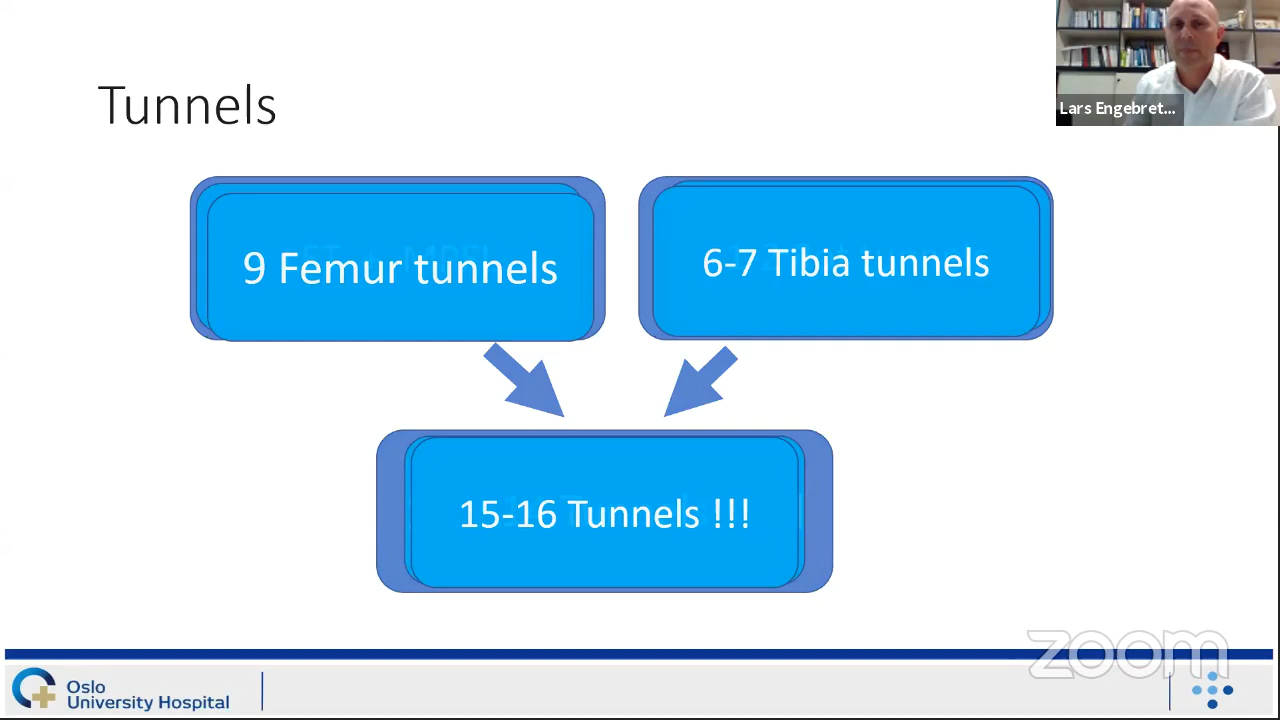 Lars Engebret...
Tunnels
9 Femur tunnels
6-7 Tibia tunnels
15-16 Tunnels !!!
zoom
Oslo
University Hospital